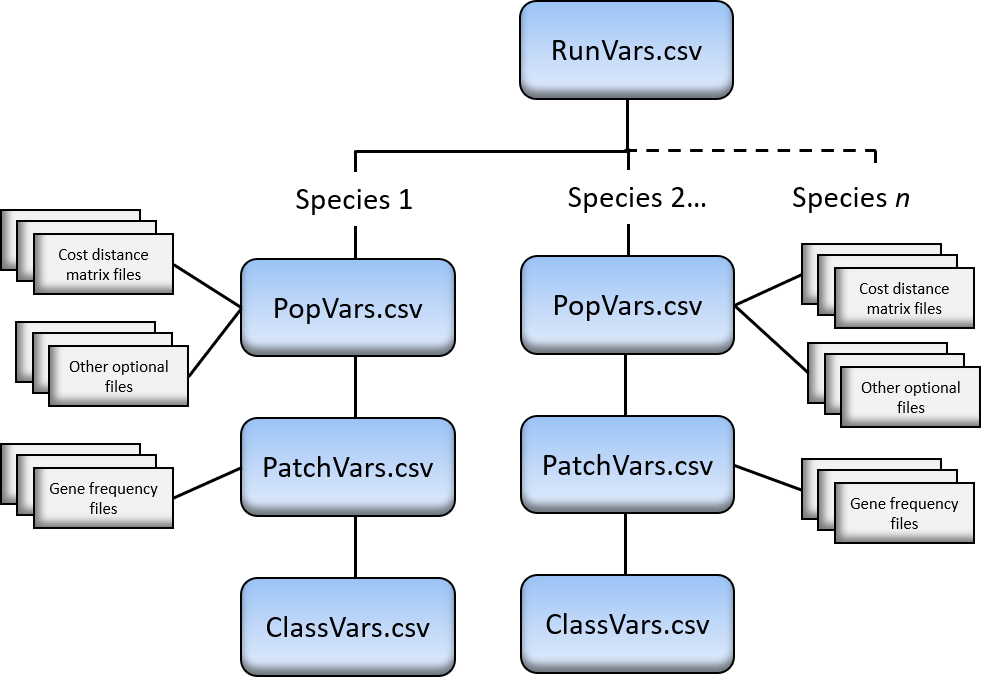 RunVars.csv
Species 1
Species 2...
Species n
Cost distance
matrix files
PopVars.csv
PopVars.csv
Cost distance
matrix files
Other optional
files
Other optional
files
PatchVars.csv
PatchVars.csv
Gene frequency
files
Gene frequency
files
ClassVars.csv
ClassVars.csv